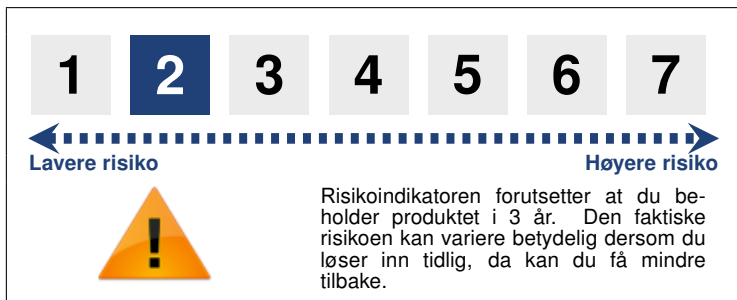 1 2 3 4 5 6 7
Lavere risiko Høyere risiko
Risikoindikatoren forutsetter at du be-
holder produktet i 3 år. Den faktiske
risikoen kan variere betydelig dersom du
løser inn tidlig, da kan du få mindre
tilbake.
!